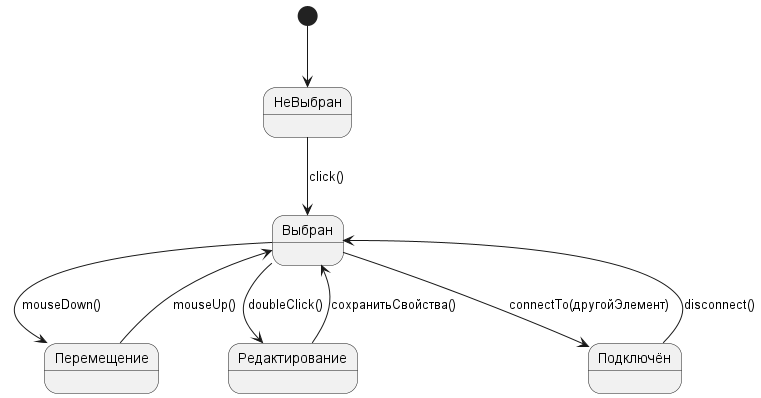 НеВыбран
click()
Выбран
mouseDown()
mouseUp()
doubleClick()
сохранитьСвойства()
connectTo(другойЭлемент)
disconnect()
Перемещение
Редактирование
Подключён